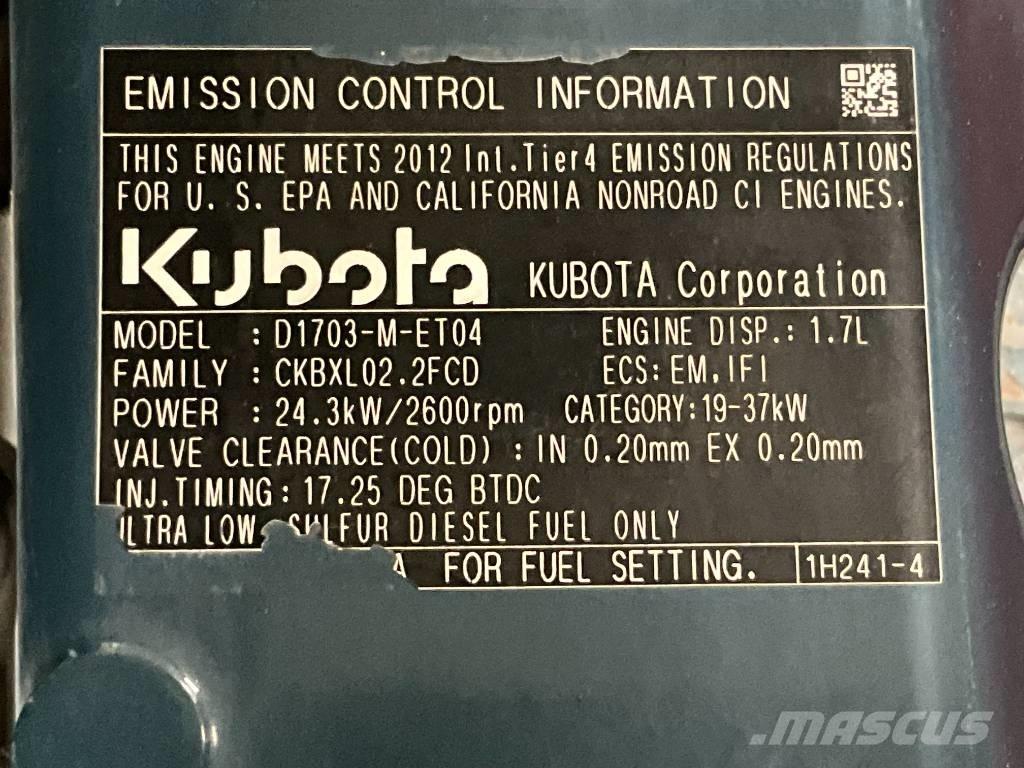 EMISSION CONTROL INFORMATION
THIS ENGINE MEETS 2012 Int.Tier4 EMISSION REGULATIONS
FOR U. S. EPA AND CALIFORNIA NONROAD CI ENGINES.
Kubota KUBOTA Corporation
MODEL : D1703-M-ET04 ENGINE DISP.: 1.7L
FAMILY : CKBXL02.2FCD ECS: EM,IFI
POWER : 24.3kW/2600rpm CATEGORY:19-37kW
VALVE CLEARANCE(COLD) : IN 0.20mm EX 0.20mm
INJ.TIMING: 17.25 DEG BTDC
ULTRA LOW SULFUR DIESEL FUEL ONLY
FOR FUEL SETTING. 1H241-4
.MASCUS